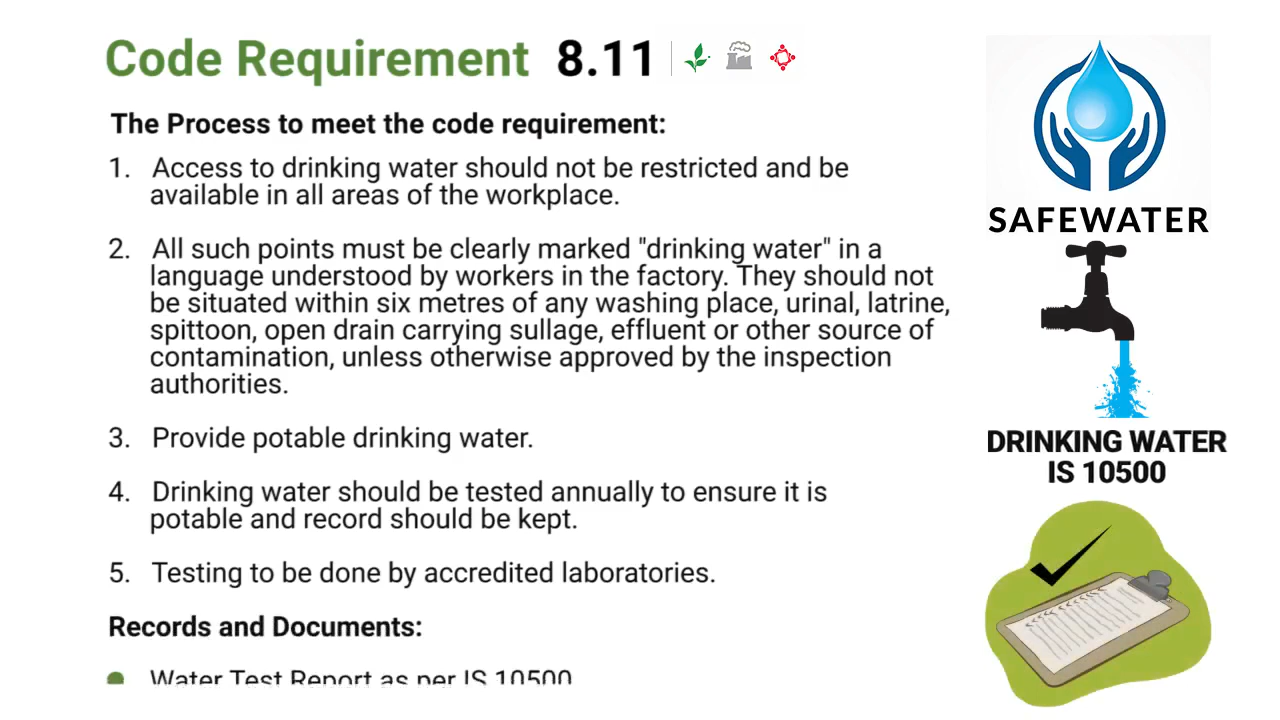 Code Requirement 8.11
The Process to meet the code requirement:
1. Access to drinking water should not be restricted and be
available in all areas of the workplace.
2. All such points must be clearly marked "drinking water" in a
language understood by workers in the factory. They should not
be situated within six metres of any washing place, urinal, latrine,
spittoon, open drain carrying sullage, effluent or other source of
contamination, unless otherwise approved by the inspection
authorities.
3. Provide potable drinking water.
4. Drinking water should be tested annually to ensure it is
potable and record should be kept.
5. Testing to be done by accredited laboratories.
Records and Documents:
Water Test Report as per IS 10500
SAFEWATER
DRINKING WATER
IS 10500